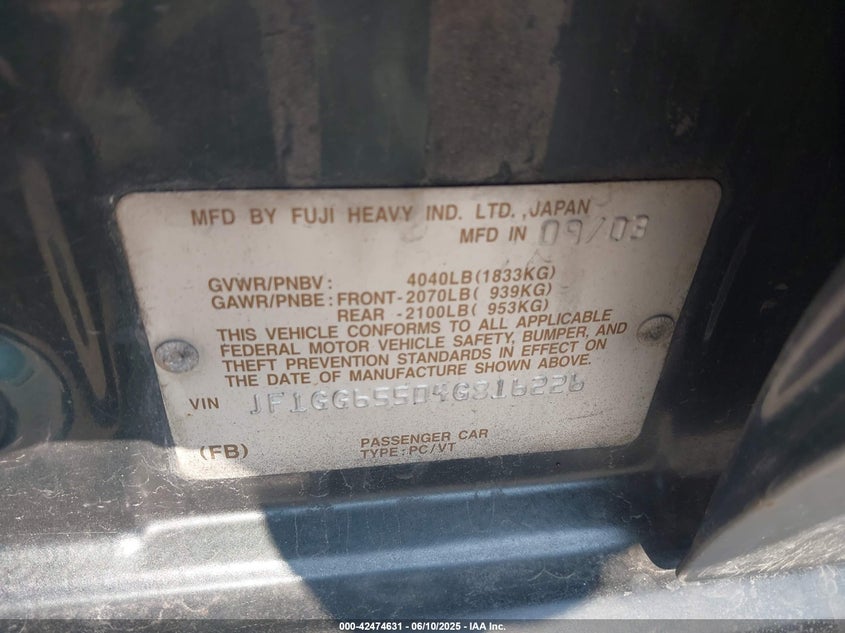 MFD BY FUJI HEAVY IND. LTD., JAPAN
MFD IN 09/03
GVWR/PNBV: 4040LB(1833KG)
GAWR/PNBE: FRONT-2070LB( 939KG)
REAR -2100LB( 953KG)
THIS VEHICLE CONFORMS TO ALL APPLICABLE
FEDERAL MOTOR VEHICLE SAFETY, BUMPER, AND
THEFT PREVENTION STANDARDS IN EFFECT ON
THE DATE OF MANUFACTURE SHOWN ABOVE.
VIN JF1GG65504G816226
(FB) PASSENGER CAR
TYPE: PC/VT
000-42474631 - 06/10/2025 - IAA Inc.